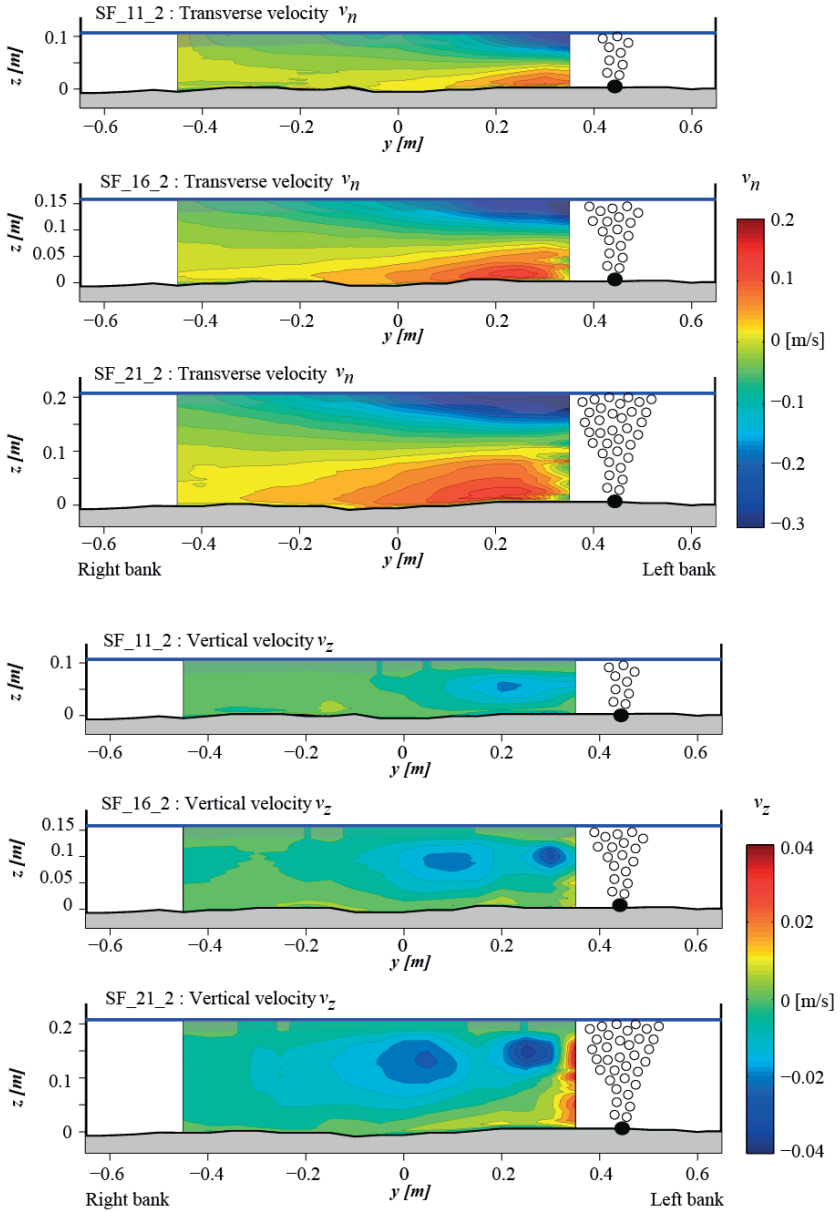 SF_11_2 : Transverse velocity vn
z [m]
0.1
0
−0.6 −0.4 −0.2 0 0.2 0.4 0.6
y [m]
SF_16_2 : Transverse velocity vn
z [m]
0.15
0.1
0.05
0
−0.6 −0.4 −0.2 0 0.2 0.4 0.6
y [m]
SF_21_2 : Transverse velocity vn
z [m]
0.2
0.1
0
−0.6 −0.4 −0.2 0 0.2 0.4 0.6
y [m]
Right bank Left bank
vn
0.2
0.1
0 [m/s]
−0.1
−0.2
−0.3
SF_11_2 : Vertical velocity vz
z [m]
0.1
0
−0.6 −0.4 −0.2 0 0.2 0.4 0.6
y [m]
SF_16_2 : Vertical velocity vz
z [m]
0.15
0.1
0.05
0
−0.6 −0.4 −0.2 0 0.2 0.4 0.6
y [m]
SF_21_2 : Vertical velocity vz
z [m]
0.2
0.1
0
−0.6 −0.4 −0.2 0 0.2 0.4 0.6
y [m]
Right bank Left bank
vz
0.04
0.02
0 [m/s]
−0.02
−0.04